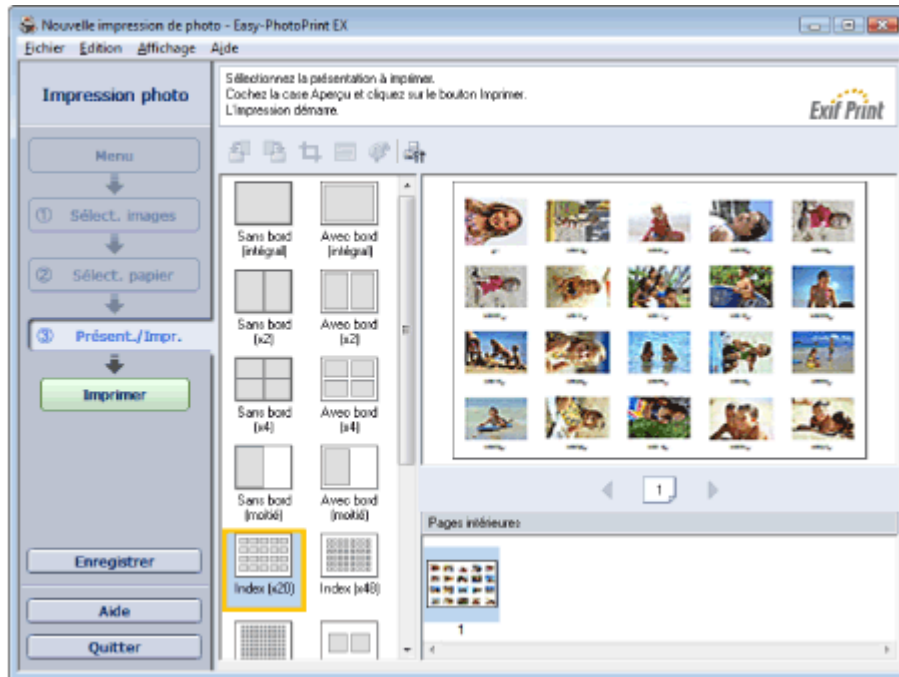 Nouvelle impression de photo - Easy-PhotoPrint EX
Fichier Edition Affichage Aide
Impression photo
Sélectionnez la présentation à imprimer.
Cochez la case Aperçu et cliquez sur le bouton Imprimer.
L'impression démarre.
Exif Print
Menu
① Sélect. images
② Sélect. papier
③ Présent./Impr.
Imprimer
Enregistrer
Aide
Quitter
Sans bord
(intégral)
Avec bord
(intégral)
Sans bord
(x2)
Avec bord
(x2)
Sans bord
(x4)
Avec bord
(x4)
Sans bord
(moitié)
Avec bord
(moitié)
Index (x20)
Index (x48)
1
Pages intérieures
1